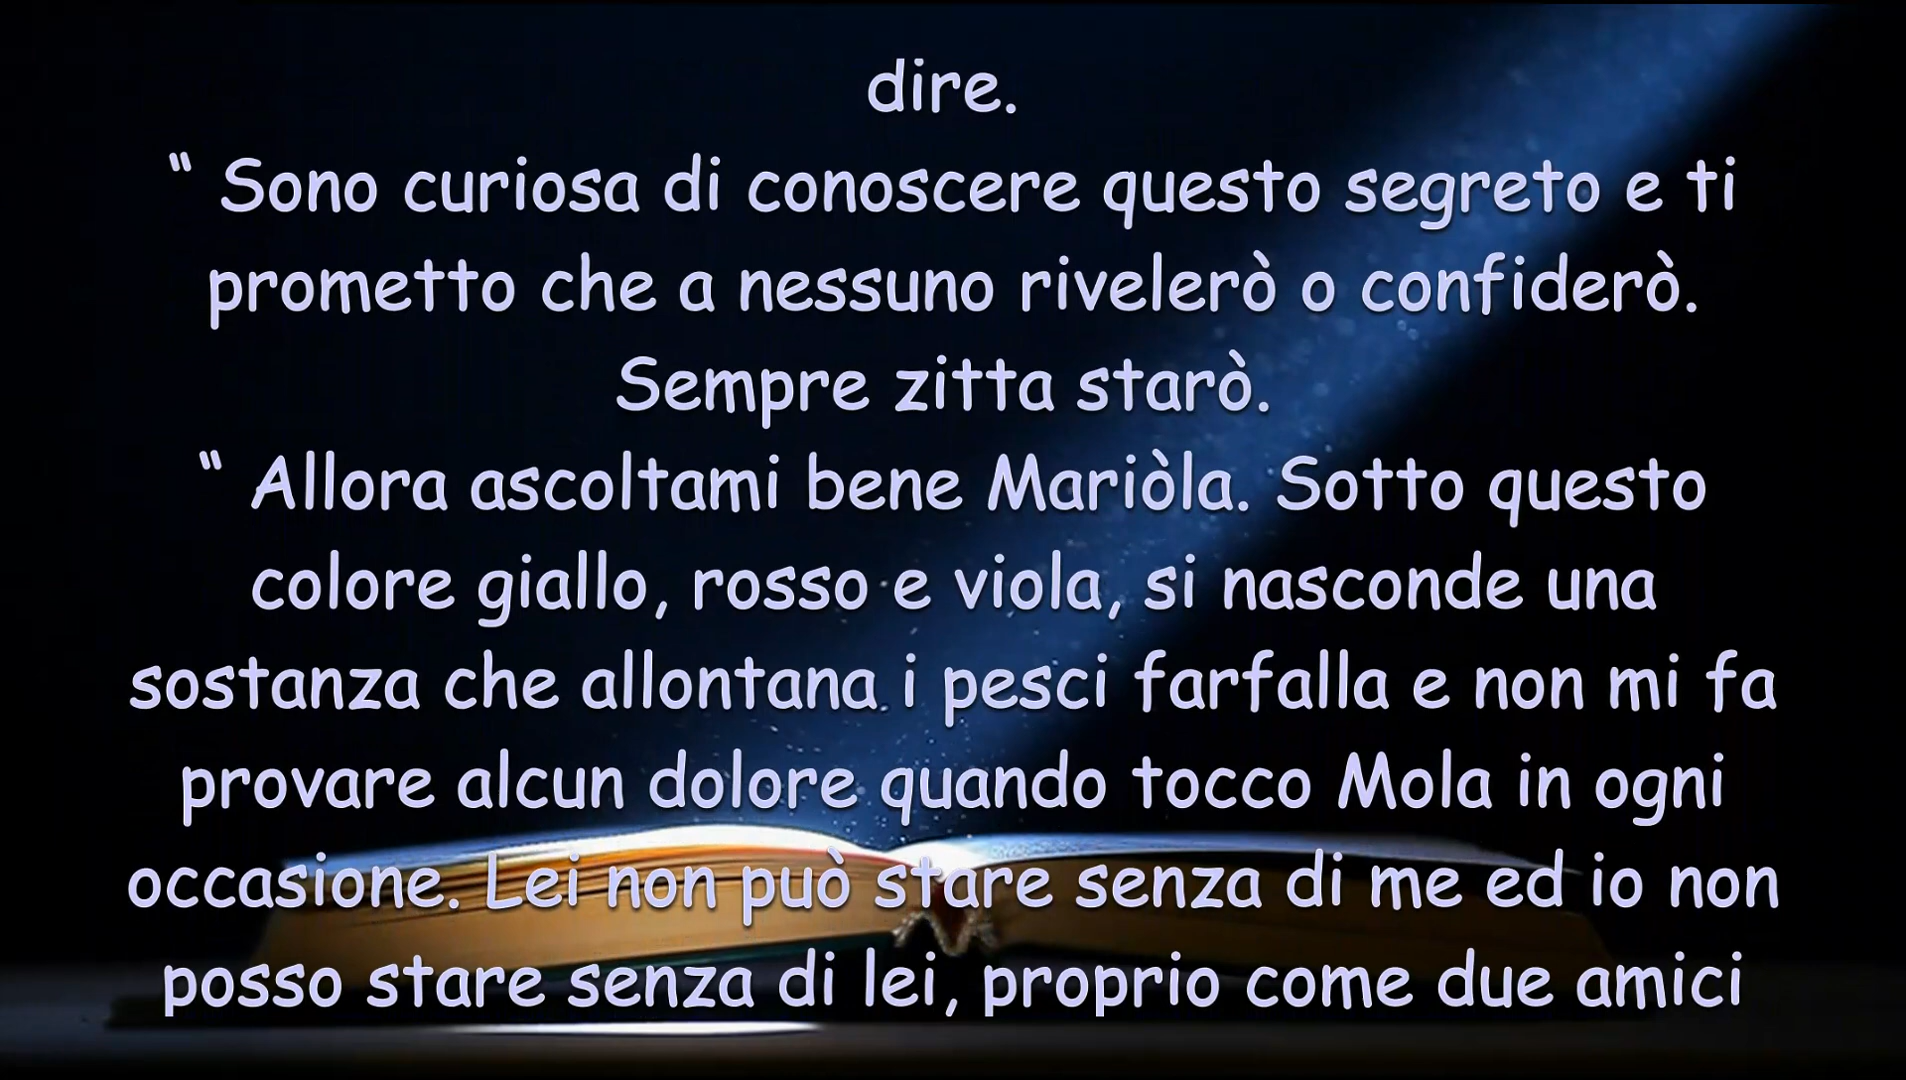 dire.
“ Sono curiosa di conoscere questo segreto e ti
prometto che a nessuno rivelerò o confiderò.
Sempre zitta starò.
“ Allora ascoltami bene Mariòla. Sotto questo
colore giallo, rosso e viola, si nasconde una
sostanza che allontana i pesci farfalla e non mi fa
provare alcun dolore quando tocco Mola in ogni
occasione. Lei non può stare senza di me ed io non
posso stare senza di lei, proprio come due amici